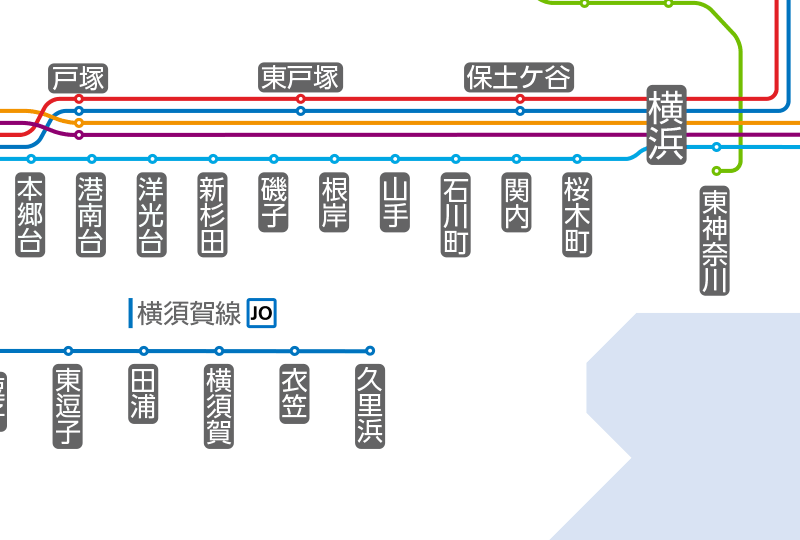 戸塚
東戸塚
保土ケ谷
横浜
本郷台
港南台
洋光台
新杉田
磯子
根岸
山手
石川町
関内
桜木町
東神奈川
横須賀線 JO
東逗子
田浦
横須賀
衣笠
久里浜